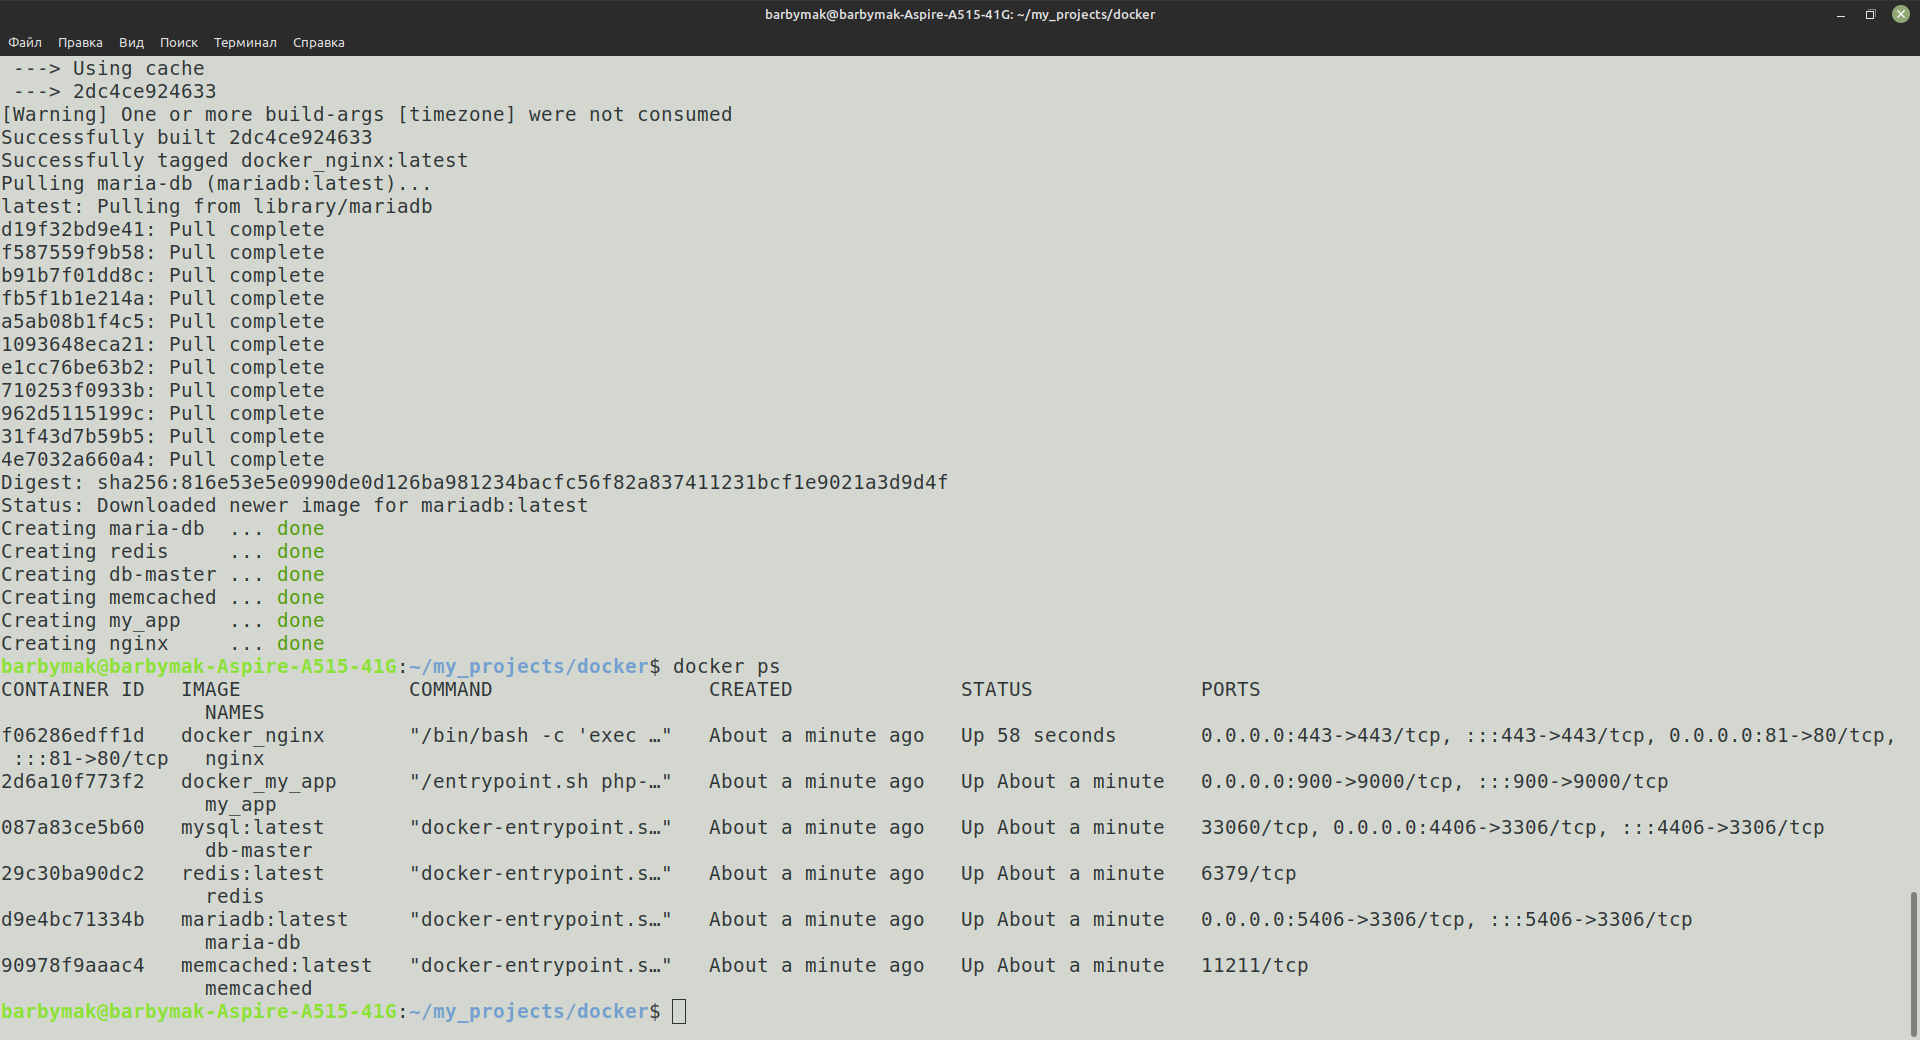 barbymak@barbymak-Aspire-A515-41G: ~/my_projects/docker
Файл Правка Вид Поиск Терминал Справка
---> Using cache
---> 2dc4ce924633
[Warning] One or more build-args [timezone] were not consumed
Successfully built 2dc4ce924633
Successfully tagged docker_nginx:latest
Pulling maria-db (mariadb:latest)...
latest: Pulling from library/mariadb
d19f32bd9e41: Pull complete
f587559f9b58: Pull complete
b91b7f01dd8c: Pull complete
fb5f1b1e214a: Pull complete
a5ab08b1f4c5: Pull complete
1093648eca21: Pull complete
e1cc76be63b2: Pull complete
710253f0933b: Pull complete
962d5115199c: Pull complete
31f43d7b59b5: Pull complete
4e7032a660a4: Pull complete
Digest: sha256:816e53e5e0990de0d126ba981234bacfc56f82a837411231bcf1e9021a3d9d4f
Status: Downloaded newer image for mariadb:latest
Creating maria-db  ... done
Creating redis     ... done
Creating db-master ... done
Creating memcached ... done
Creating my_app    ... done
Creating nginx     ... done
barbymak@barbymak-Aspire-A515-41G:~/my_projects/docker$ docker ps
CONTAINER ID   IMAGE              COMMAND                  CREATED              STATUS              PORTS
NAMES
f06286edff1d   docker_nginx       "/bin/bash -c 'exec …"   About a minute ago   Up 58 seconds       0.0.0.0:443->443/tcp, :::443->443/tcp, 0.0.0.0:81->80/tcp,
:::81->80/tcp   nginx
2d6a10f773f2   docker_my_app      "/entrypoint.sh php-…"   About a minute ago   Up About a minute   0.0.0.0:900->9000/tcp, :::900->9000/tcp
my_app
087a83ce5b60   mysql:latest       "docker-entrypoint.s…"   About a minute ago   Up About a minute   33060/tcp, 0.0.0.0:4406->3306/tcp, :::4406->3306/tcp
db-master
29c30ba90dc2   redis:latest       "docker-entrypoint.s…"   About a minute ago   Up About a minute   6379/tcp
redis
d9e4bc71334b   mariadb:latest     "docker-entrypoint.s…"   About a minute ago   Up About a minute   0.0.0.0:5406->3306/tcp, :::5406->3306/tcp
maria-db
90978f9aaac4   memcached:latest   "docker-entrypoint.s…"   About a minute ago   Up About a minute   11211/tcp
memcached
barbymak@barbymak-Aspire-A515-41G:~/my_projects/docker$